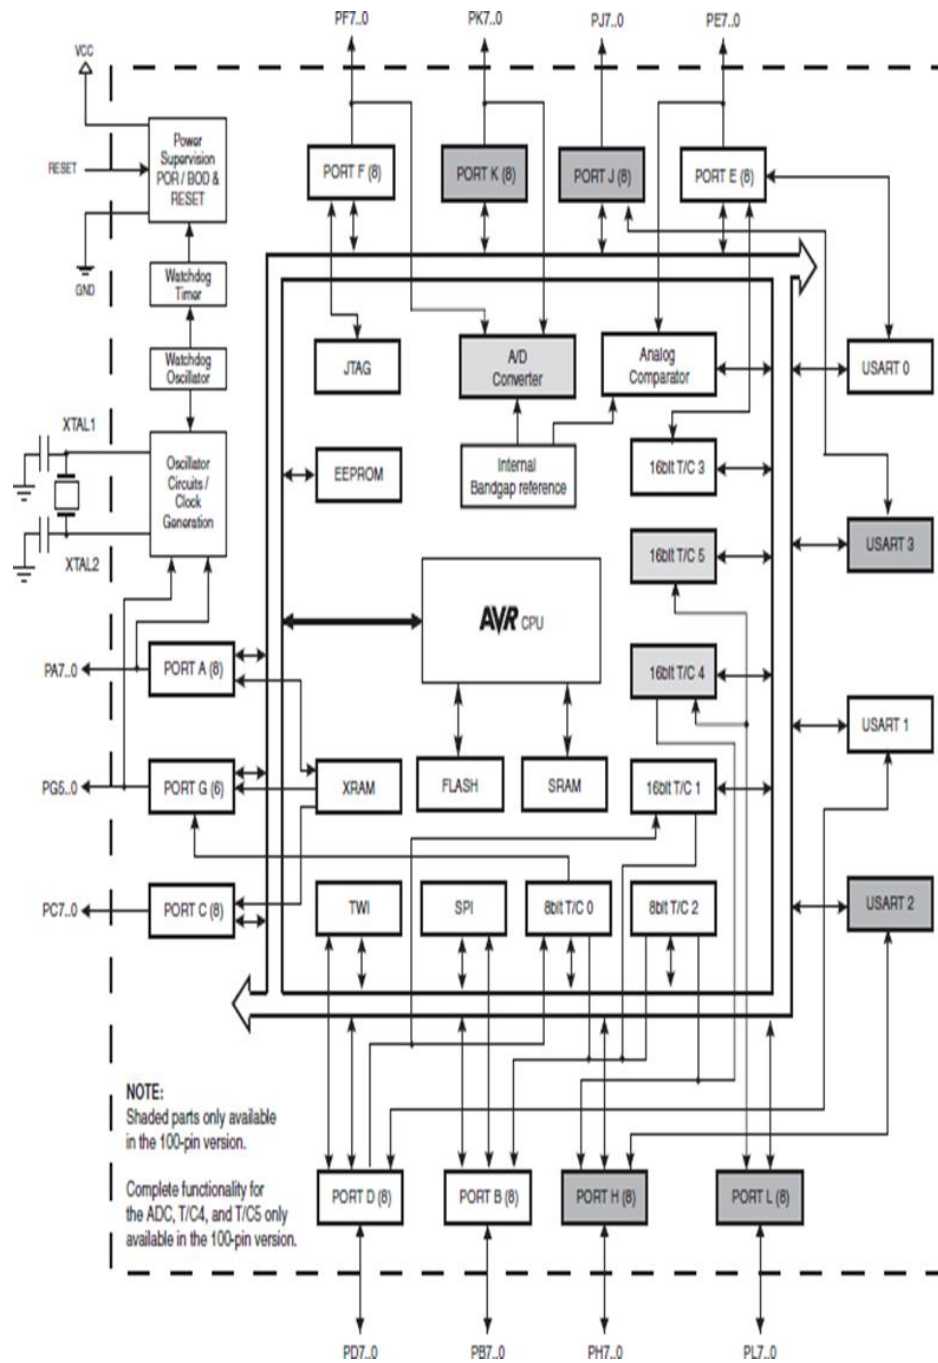 PF7..0
PK7..0
PJ7..0
PE7..0
VCC
RESET
GND
Power
Supervision
POR / BOD &
RESET
PORT F (8)
PORT K (8)
PORT J (8)
PORT E (8)
Watchdog
Timer
Watchdog
Oscillator
JTAG
A/D
Converter
Analog
Comparator
USART 0
XTAL1
XTAL2
Oscillator
Circuits /
Clock
Generation
EEPROM
Internal
Bandgap reference
16bit T/C 3
16bit T/C 5
USART 3
AVR CPU
PA7..0
PORT A (8)
16bit T/C 4
USART 1
PG5..0
PORT G (6)
XRAM
FLASH
SRAM
16bit T/C 1
PC7..0
PORT C (8)
TWI
SPI
8bit T/C 0
8bit T/C 2
USART 2
NOTE:
Shaded parts only available
in the 100-pin version.
Complete functionality for
the ADC, T/C4, and T/C5 only
available in the 100-pin version.
PORT D (8)
PORT B (8)
PORT H (8)
PORT L (8)
PD7..0
PB7..0
PH7..0
PL7..0